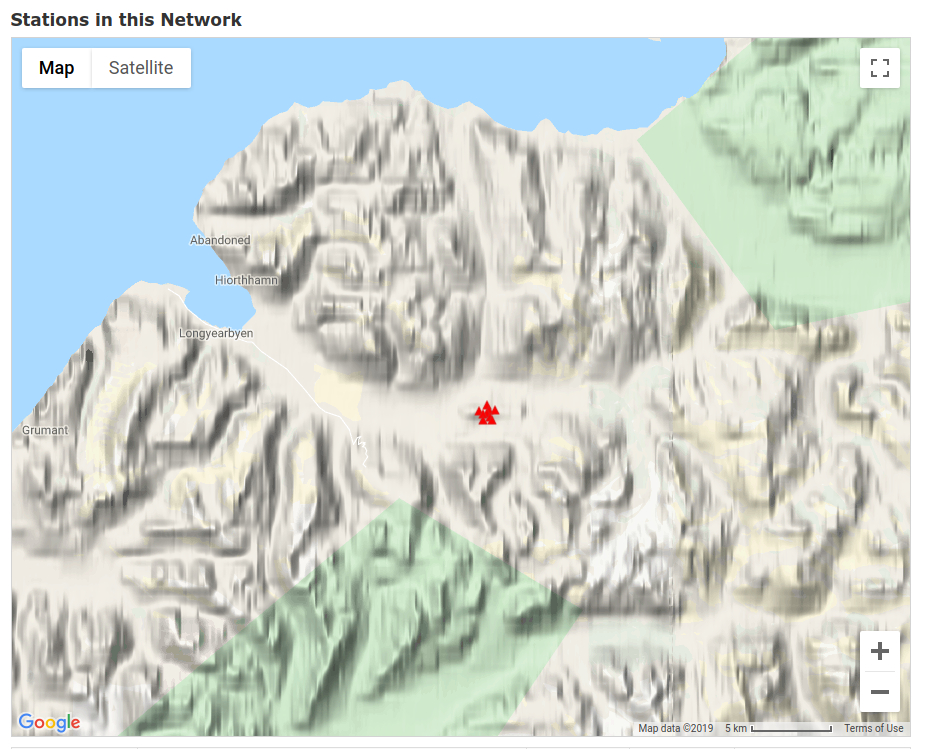 Stations in this Network
Map Satellite
Abandoned
Hiorthhamn
Longyearbyen
Grumant
Google
Map data ©2019 5 km Terms of Use